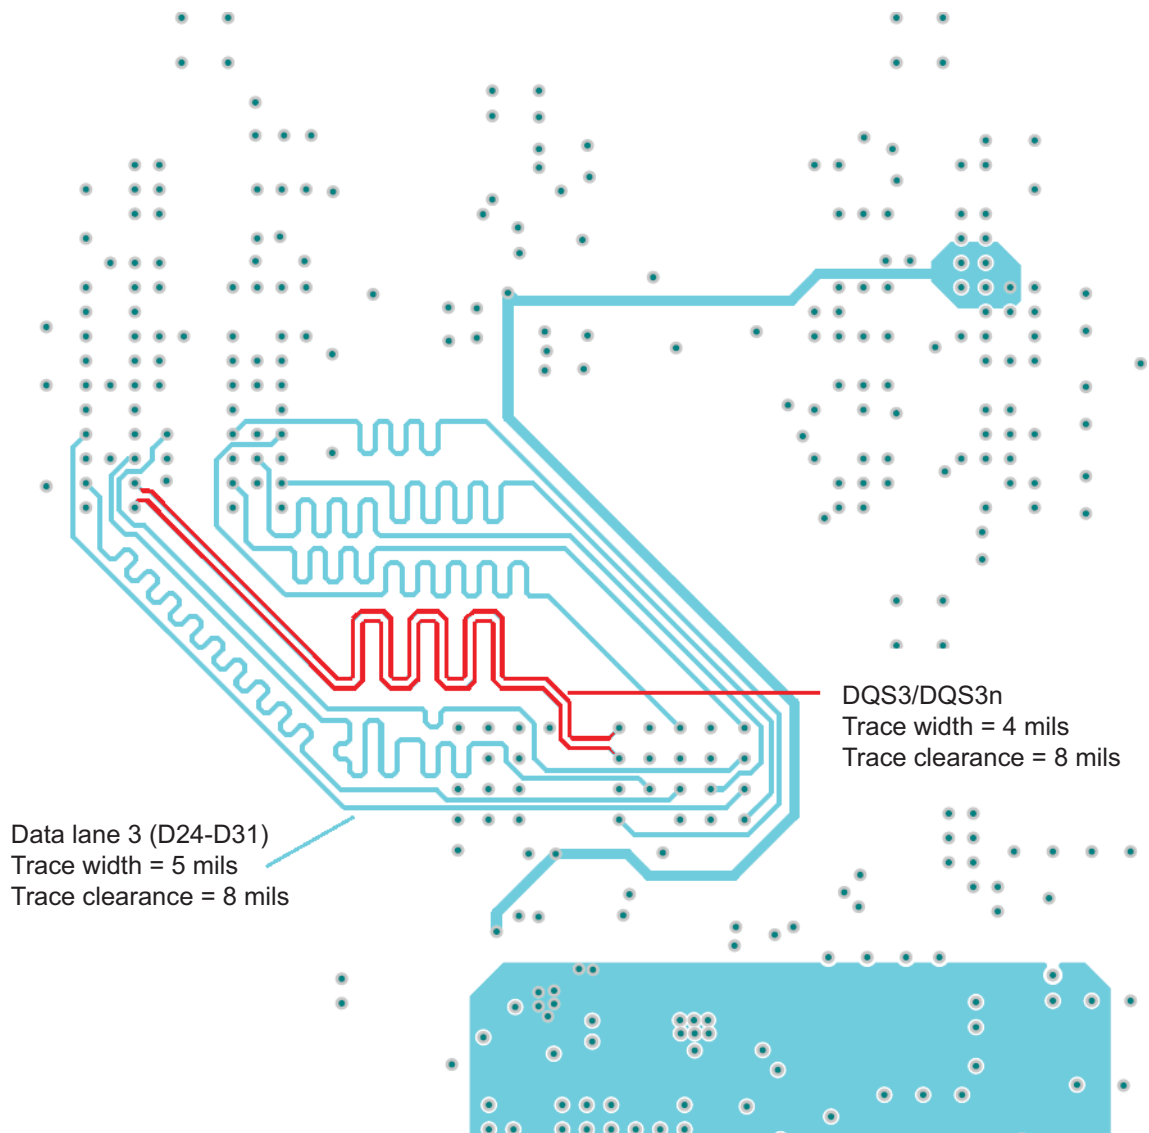 DQS3/DQS3n
Trace width = 4 mils
Trace clearance = 8 mils
Data lane 3 (D24-D31)
Trace width = 5 mils
Trace clearance = 8 mils